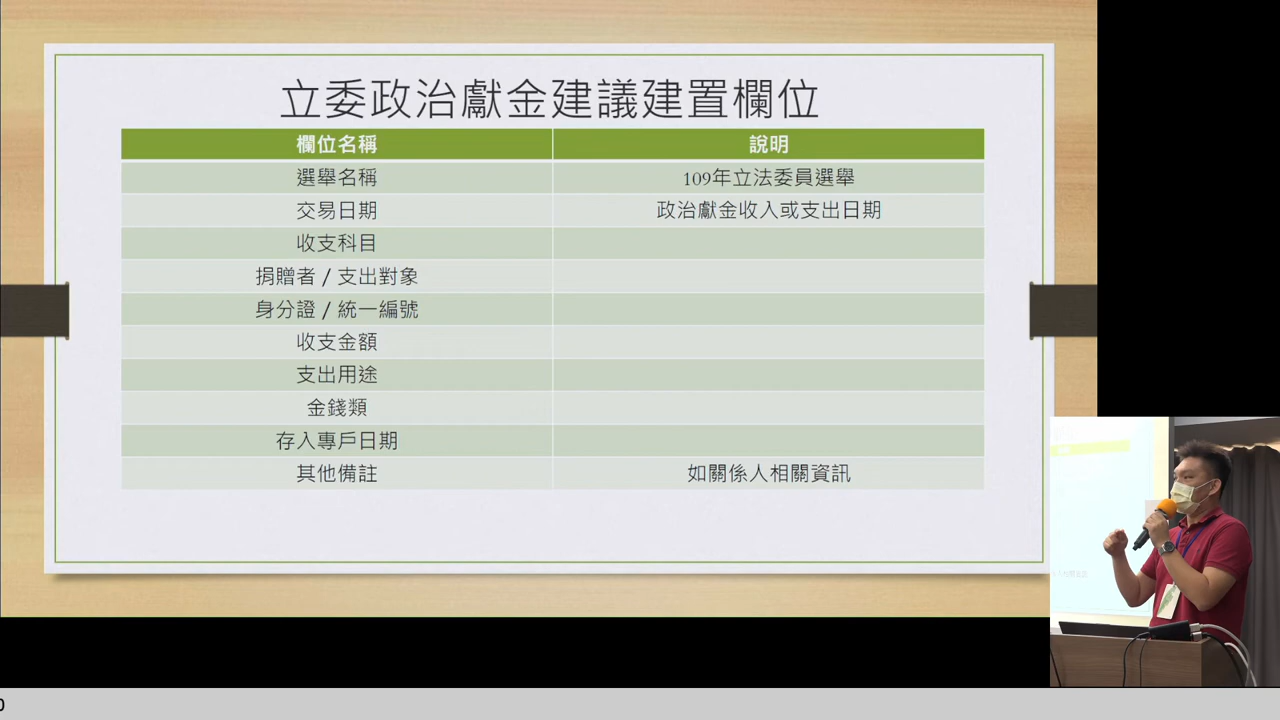 立委政治獻金建議建置欄位
欄位名稱 說明
選舉名稱 109年立法委員選舉
交易日期 政治獻金收入或支出日期
收支科目
捐贈者 / 支出對象
身分證 / 統一編號
收支金額
支出用途
金錢類
存入專戶日期
其他備註 如關係人相關資訊